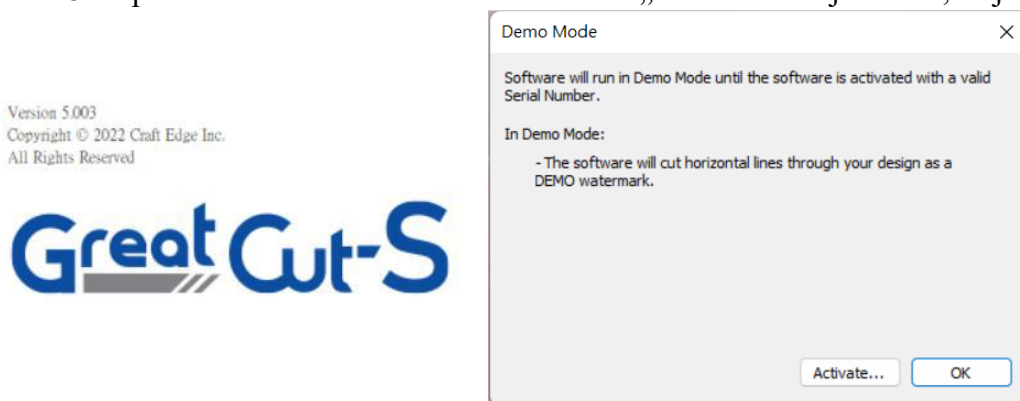 Version 5.003
Copyright © 2022 Craft Edge Inc.
All Rights Reserved
Great Cut-S
Demo Mode
Software will run in Demo Mode until the software is activated with a valid
Serial Number.
In Demo Mode:
- The software will cut horizontal lines through your design as a
DEMO watermark.
Activate...
OK